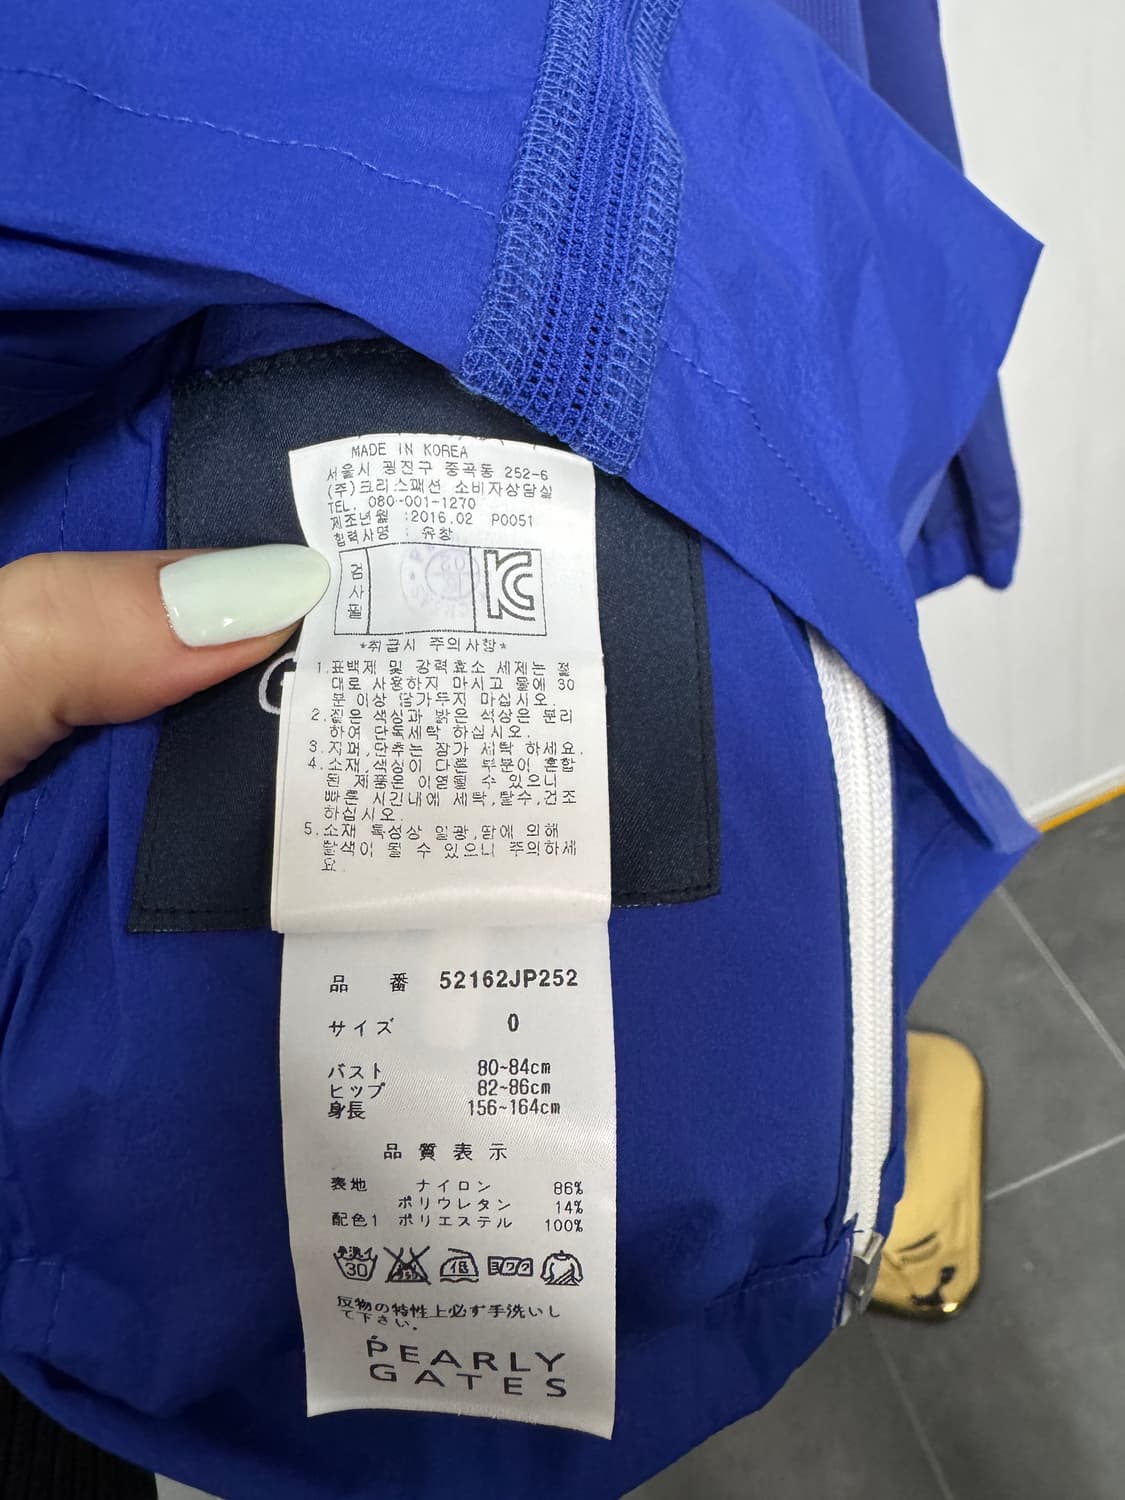 MADE IN KOREA
서울시 광진구 중곡동 252-6
(주)크리스패션 소비자상담실
TEL. 080-001-1270
제조년월 :2016.02 P0051
협력사명 : 유창
검사필
*취급시 주의사항*
1.표백제 및 강력효소 세제는 절
대로 사용하지 마시고 물에 30
분 이상 담가두지 마십시오.
2.짙은 색상과 밝은 색상은 분리
하여 단독세탁 하십시오.
3.지퍼,단추는 잠가 세탁 하세요.
4.소재,색상이 다른 부분이 혼합
된 제품은 이염될 수 있으니
빠른 시간내에 세탁,탈수,건조
하십시오.
5.소재 특성상 일광,땀에 의해
탈색이 될 수 있으니 주의하세
요.
品 番 52162JP252
サイズ 0
バスト 80~84cm
ヒップ 82~86cm
身長 156~164cm
品質表示
表地 ナイロン 86%
ポリウレタン 14%
配色1 ポリエステル 100%
手洗イ 30 低
反物の特性上必ず手洗いし
て下さい。
PEARLY
GATES